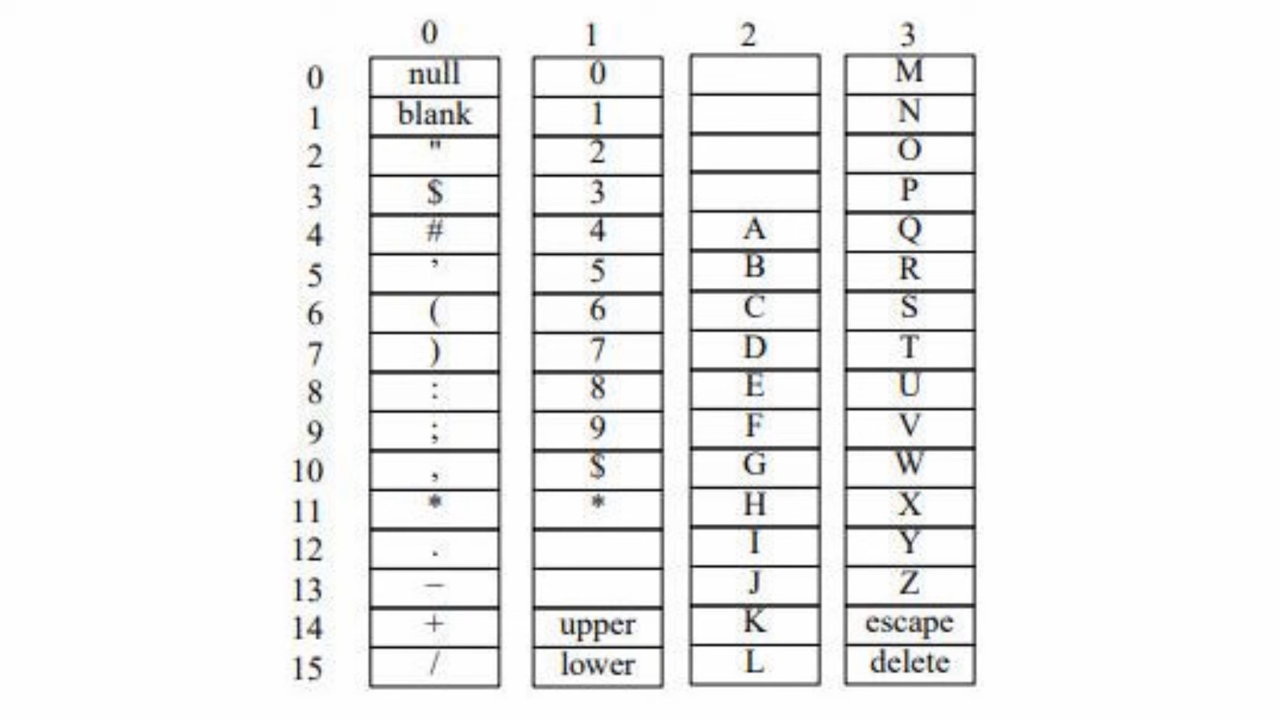 0 1 2 3
0 null 0 M
1 blank 1 N
2 " 2 O
3 $ 3 P
4 # 4 A Q
5 ’ 5 B R
6 ( 6 C S
7 ) 7 D T
8 : 8 E U
9 ; 9 F V
10 , $ G W
11 * * H X
12 . I Y
13 − J Z
14 + upper K escape
15 / lower L delete